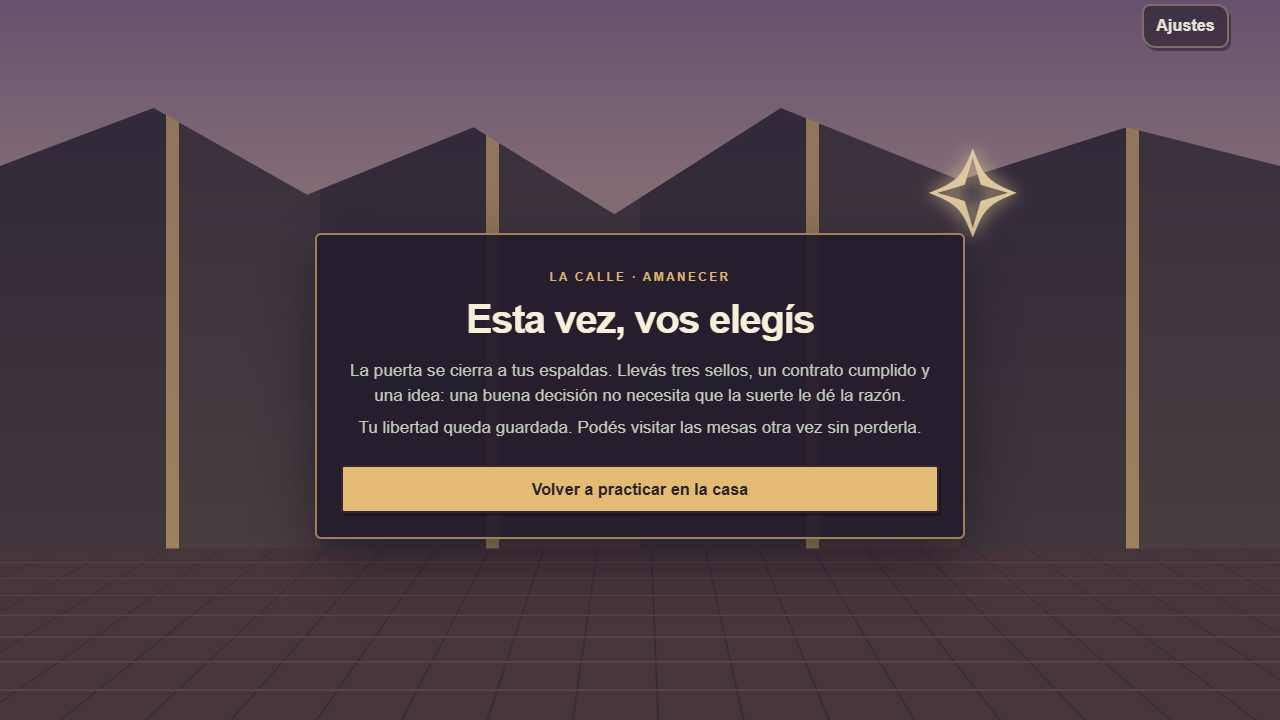 Ajustes
LA CALLE · AMANECER
Esta vez, vos elegís
La puerta se cierra a tus espaldas. Llevás tres sellos, un contrato cumplido y
una idea: una buena decisión no necesita que la suerte le dé la razón.
Tu libertad queda guardada. Podés visitar las mesas otra vez sin perderla.
Volver a practicar en la casa